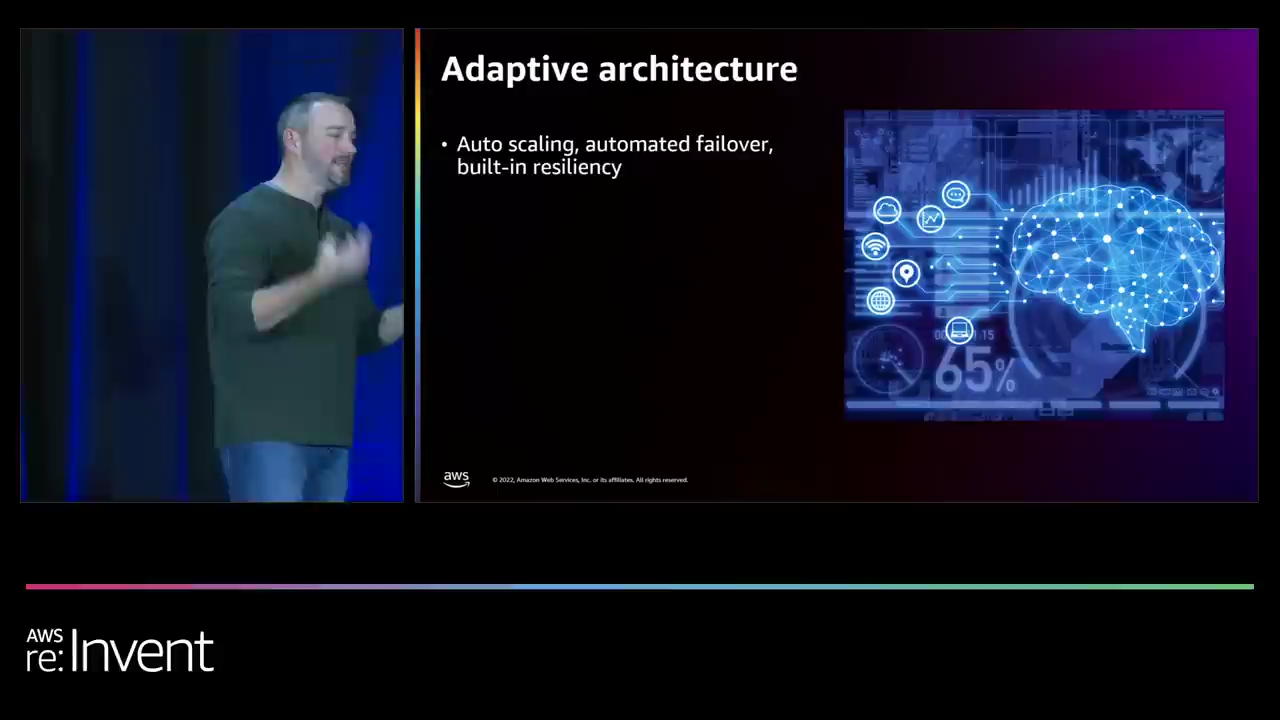 Adaptive architecture
• Auto scaling, automated failover,
built-in resiliency
65%
aws
© 2022, Amazon Web Services, Inc. or its affiliates. All rights reserved.
AWS
re:Invent